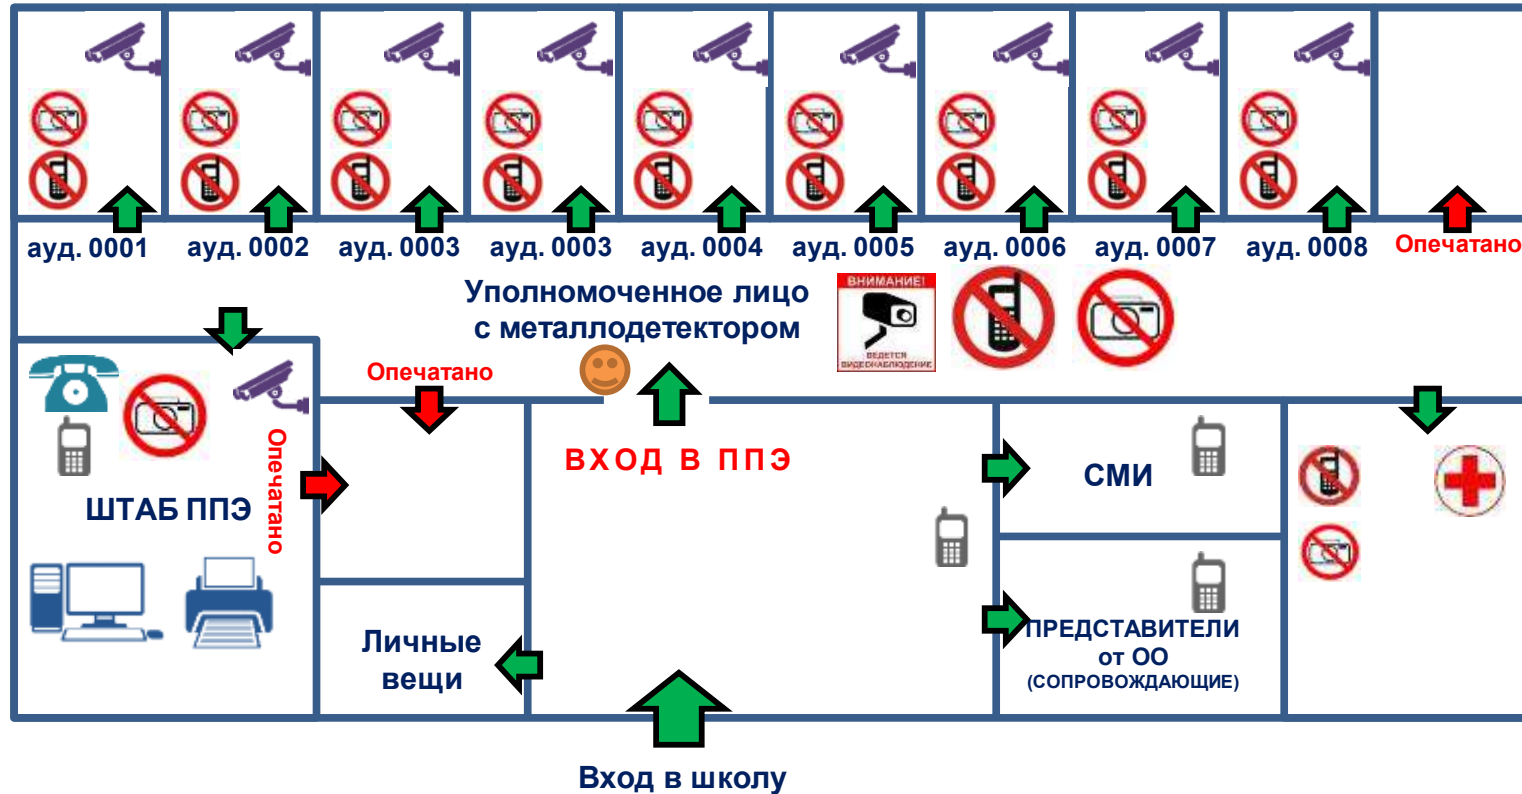 ауд. 0001
ауд. 0002
ауд. 0003
ауд. 0003
ауд. 0004
ауд. 0005
ауд. 0006
ауд. 0007
ауд. 0008
Опечатано
Уполномоченное лицо
с металлодетектором
ВНИМАНИЕ!
ВЕДЕТСЯ
ВИДЕОНАБЛЮДЕНИЕ
Опечатано
Опечатано
ШТАБ ППЭ
ВХОД В ППЭ
СМИ
Личные
вещи
ПРЕДСТАВИТЕЛИ
от ОО
(СОПРОВОЖДАЮЩИЕ)
Вход в школу